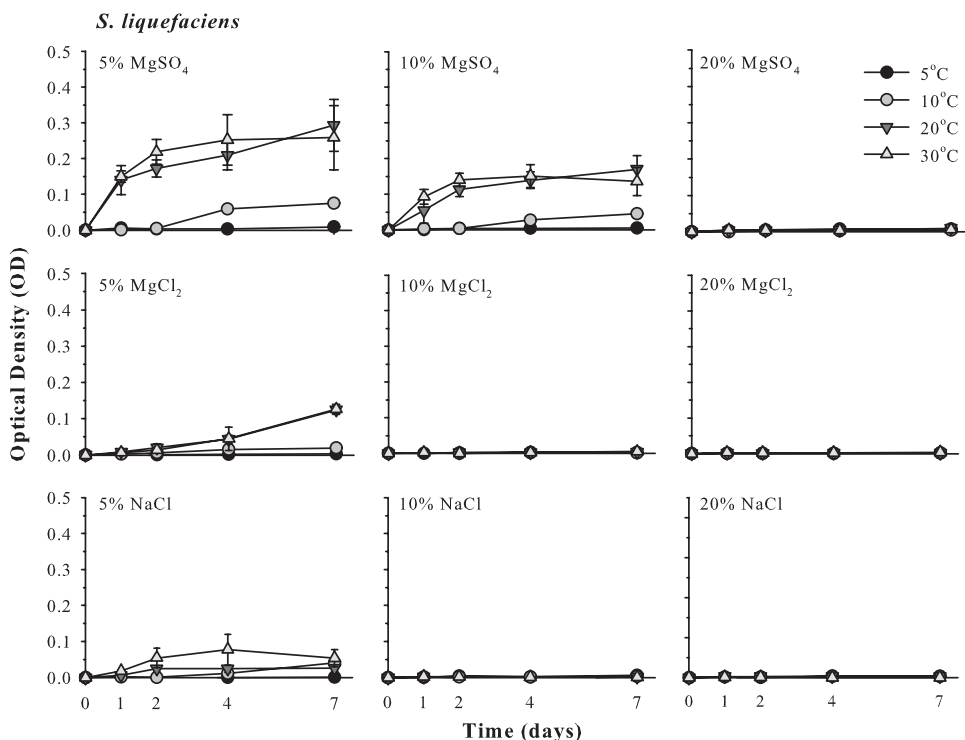 S. liquefaciens
5% MgSO4
10% MgSO4
20% MgSO4
5°C
10°C
20°C
30°C
0.5
0.4
0.3
0.2
0.1
0.0
5% MgCl2
10% MgCl2
20% MgCl2
0.5
0.4
0.3
0.2
0.1
0.0
Optical Density (OD)
5% NaCl
10% NaCl
20% NaCl
0.5
0.4
0.3
0.2
0.1
0.0
0 1 2 4 7
0 1 2 4 7
0 1 2 4 7
Time (days)